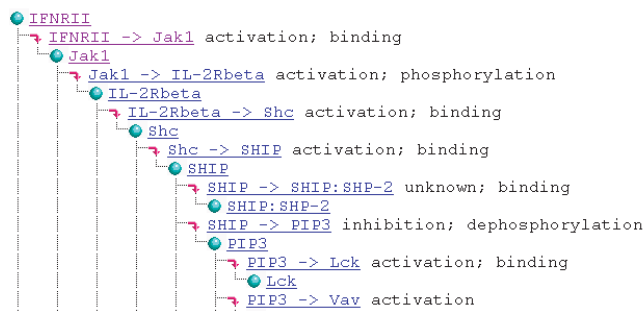 IFNRII
IFNRII -> Jak1 activation; binding
Jak1
Jak1 -> IL-2Rbeta activation; phosphorylation
IL-2Rbeta
IL-2Rbeta -> Shc activation; binding
Shc
Shc -> SHIP activation; binding
SHIP
SHIP -> SHIP:SHP-2 unknown; binding
SHIP:SHP-2
SHIP -> PIP3 inhibition; dephosphorylation
PIP3
PIP3 -> Lck activation; binding
Lck
PIP3 -> Vav activation